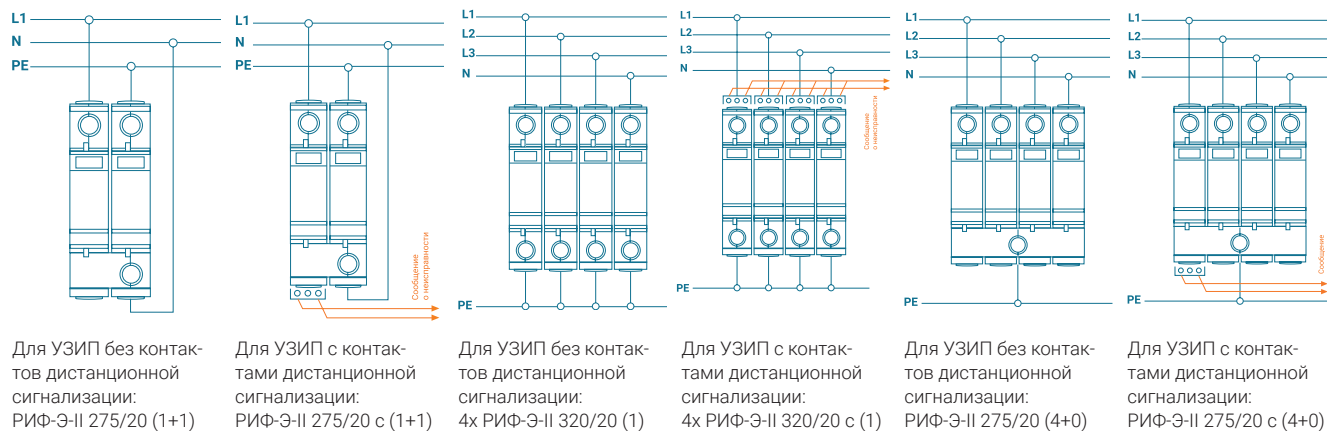 L1
N
PE
Сообщение
о неисправности
L1
N
PE
L1
L2
L3
N
PE
L1
L2
L3
N
Сообщение
о неисправности
PE
L1
L2
L3
N
PE
L1
L2
L3
N
Сообщение
PE
Для УЗИП без контак-
тов дистанционной
сигнализации:
РИФ-Э-II 275/20 (1+1)
Для УЗИП с контак-
тами дистанционной
сигнализации:
РИФ-Э-II 275/20 с (1+1)
Для УЗИП без контак-
тов дистанционной
сигнализации:
4x РИФ-Э-II 320/20 (1)
Для УЗИП с контак-
тами дистанционной
сигнализации:
4x РИФ-Э-II 320/20 с (1)
Для УЗИП без контак-
тов дистанционной
сигнализации:
РИФ-Э-II 275/20 (4+0)
Для УЗИП с контак-
тами дистанционной
сигнализации:
РИФ-Э-II 275/20 с (4+0)